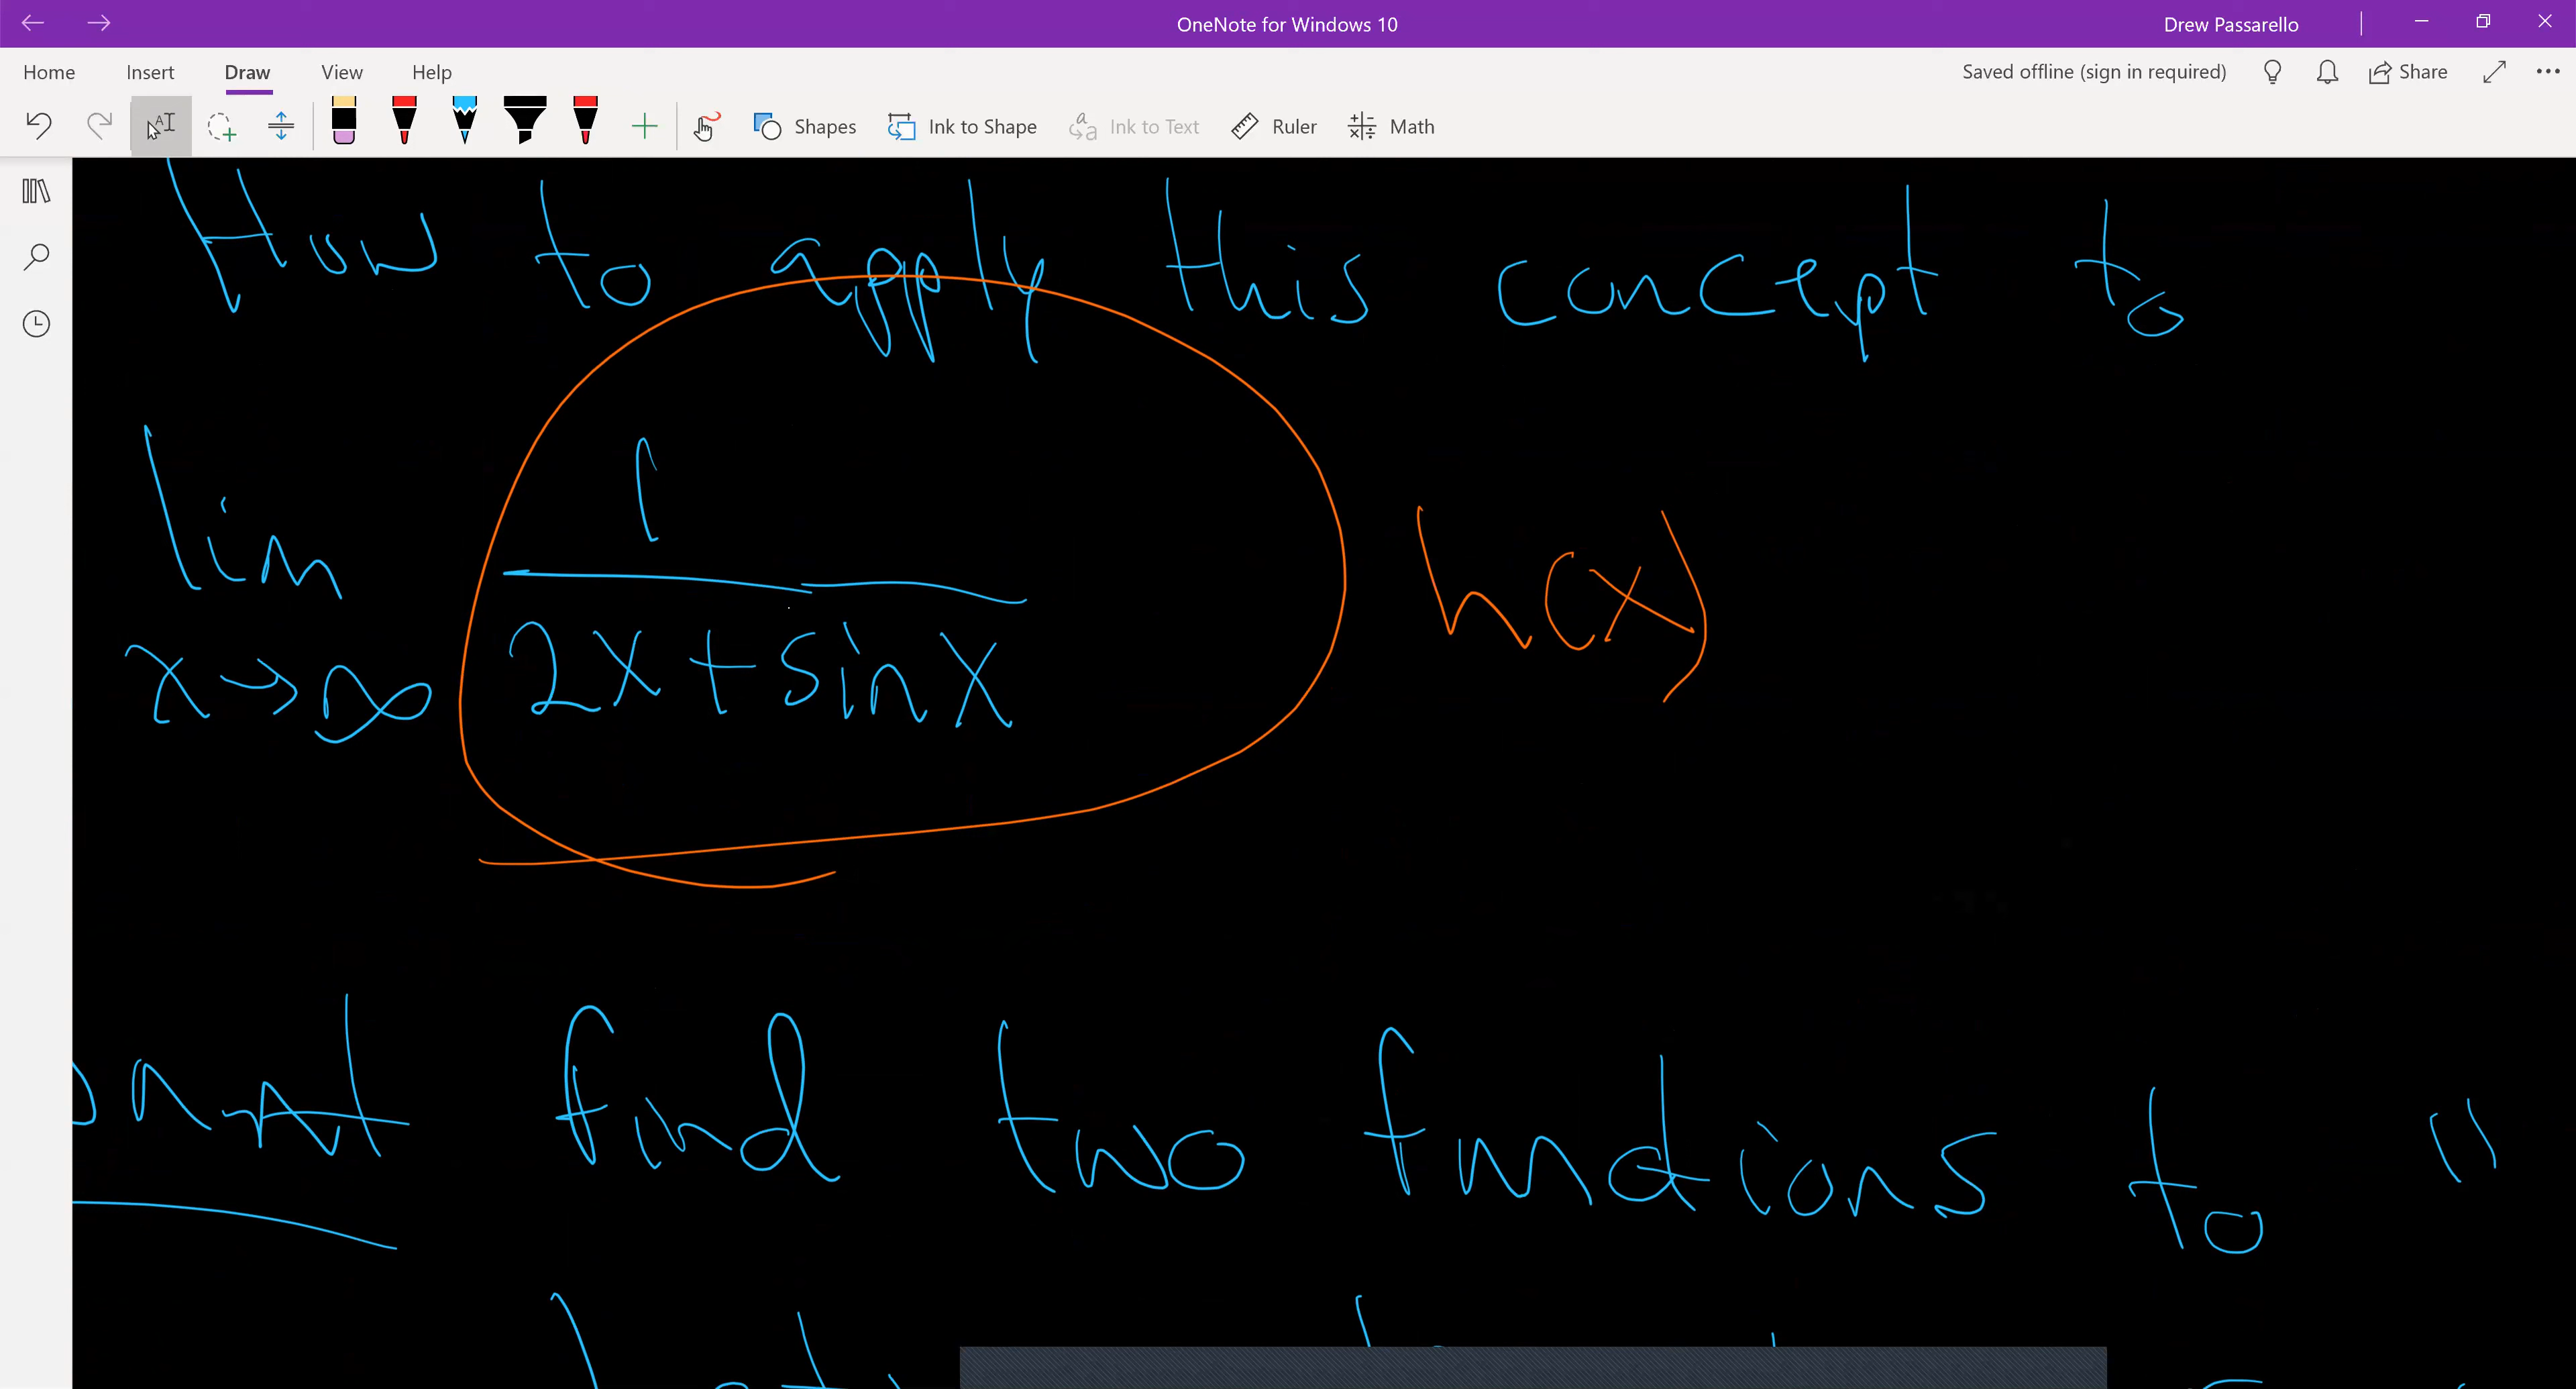 OneNote for Windows 10 Drew Passarello
Home Insert Draw View Help Saved offline (sign in required) Share
Shapes Ink to Shape Ink to Text Ruler Math
How to apply this concept to
lim 1 h(x)
x→∞ 2x+sinx
find two functions to "